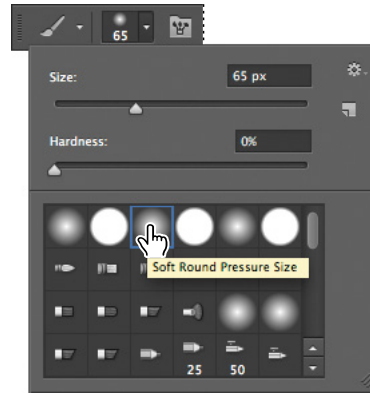 65
Size:
65 px
Hardness:
0%
Soft Round Pressure Size
25
50